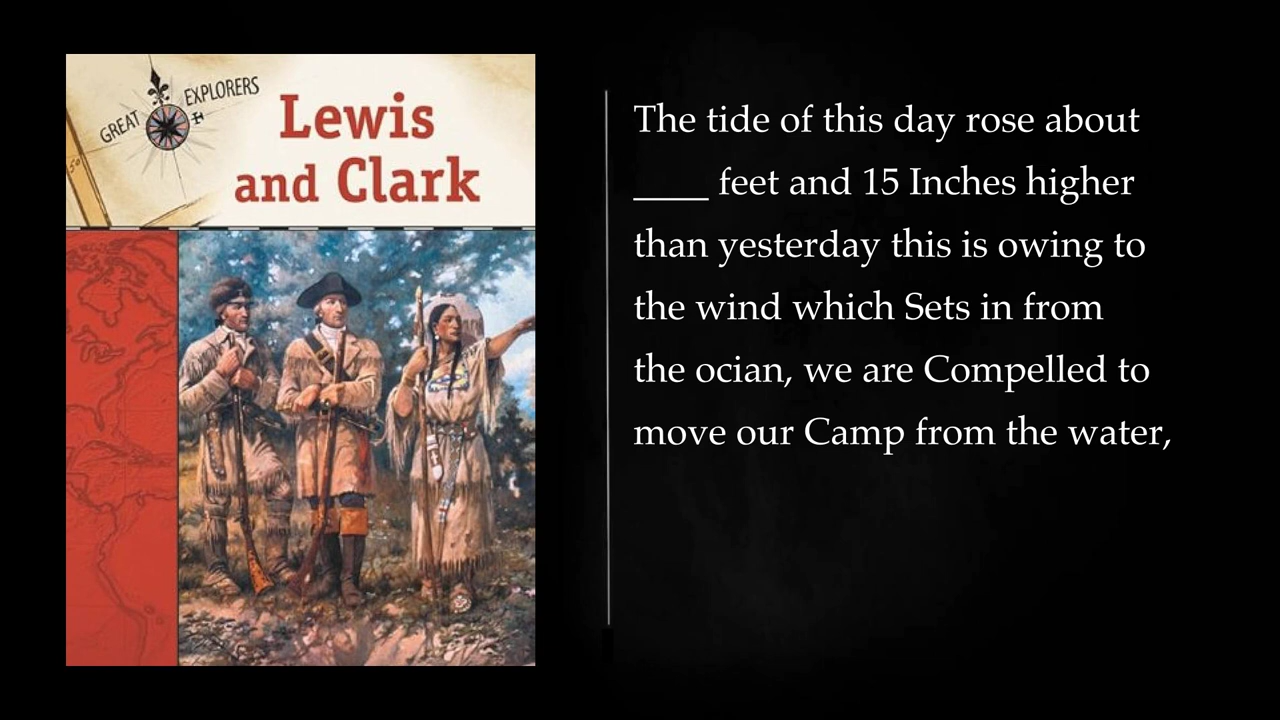 GREAT EXPLORERS
Lewis
and Clark
50
The tide of this day rose about
____ feet and 15 Inches higher
than yesterday this is owing to
the wind which Sets in from
the ocian, we are Compelled to
move our Camp from the water,